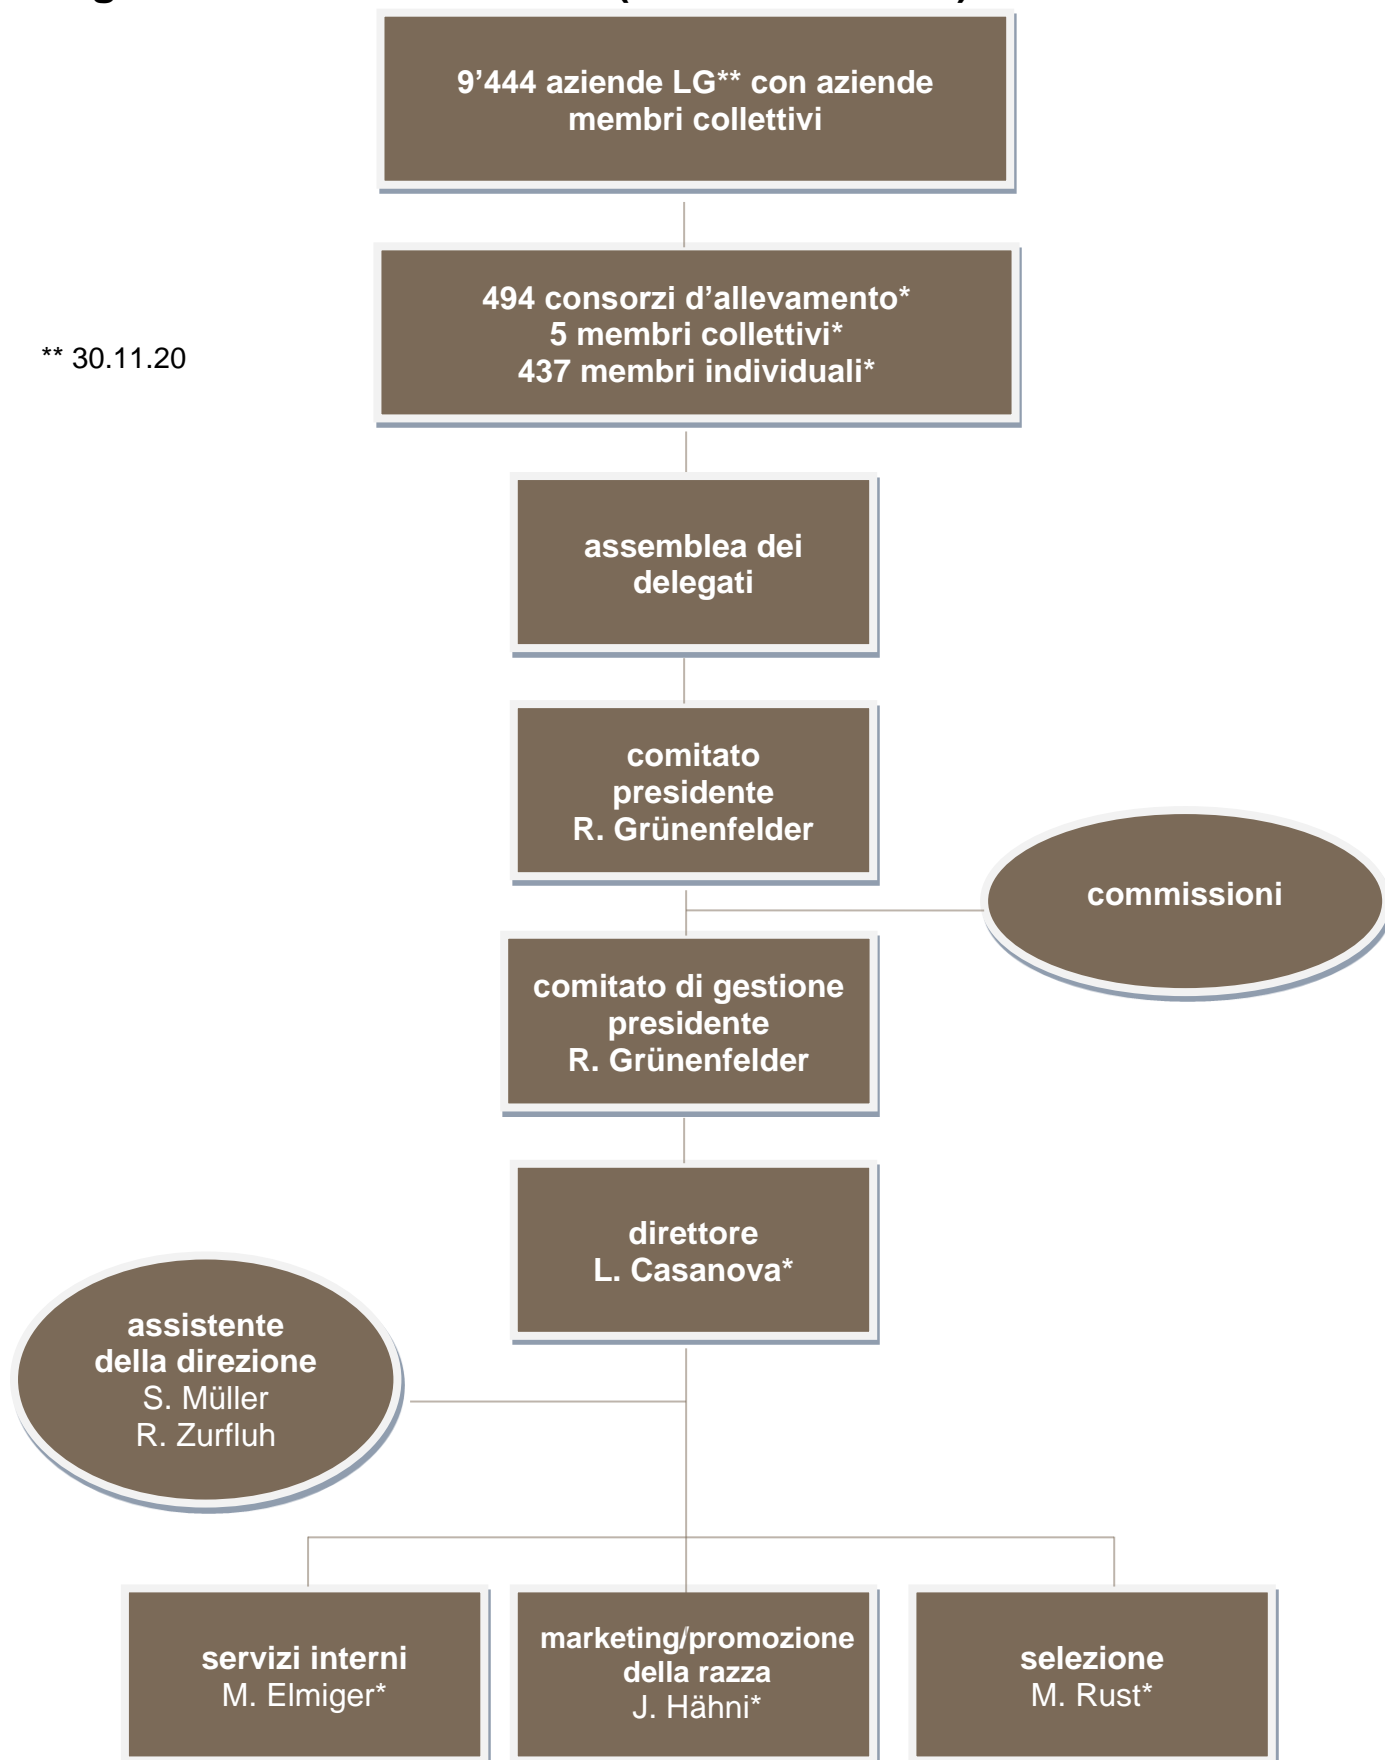 9’444 aziende LG** con aziende
membri collettivi
494 consorzi d’allevamento*
5 membri collettivi*
437 membri individuali*
** 30.11.20
assemblea dei
delegati
comitato
presidente
R. Grünenfelder
commissioni
comitato di gestione
presidente
R. Grünenfelder
direttore
L. Casanova*
assistente
della direzione
S. Müller
R. Zurfluh
servizi interni
M. Elmiger*
marketing/promozione
della razza
J. Hähni*
selezione
M. Rust*